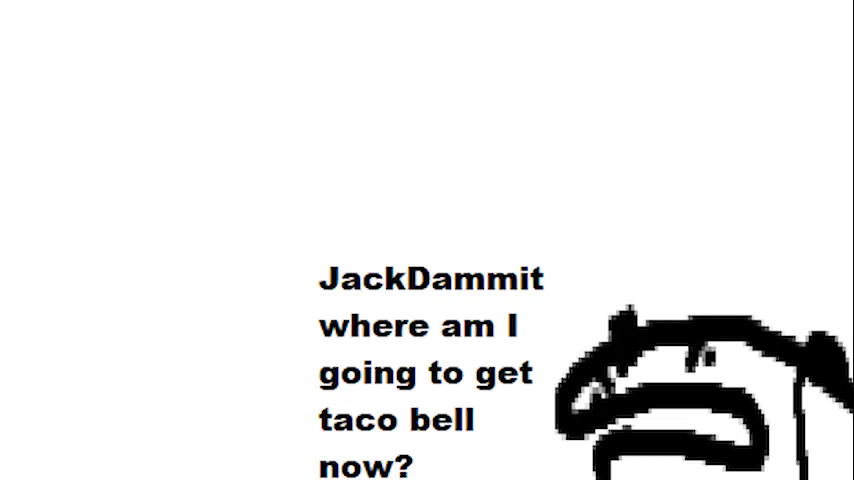 JackDammit
where am I
going to get
taco bell
now?